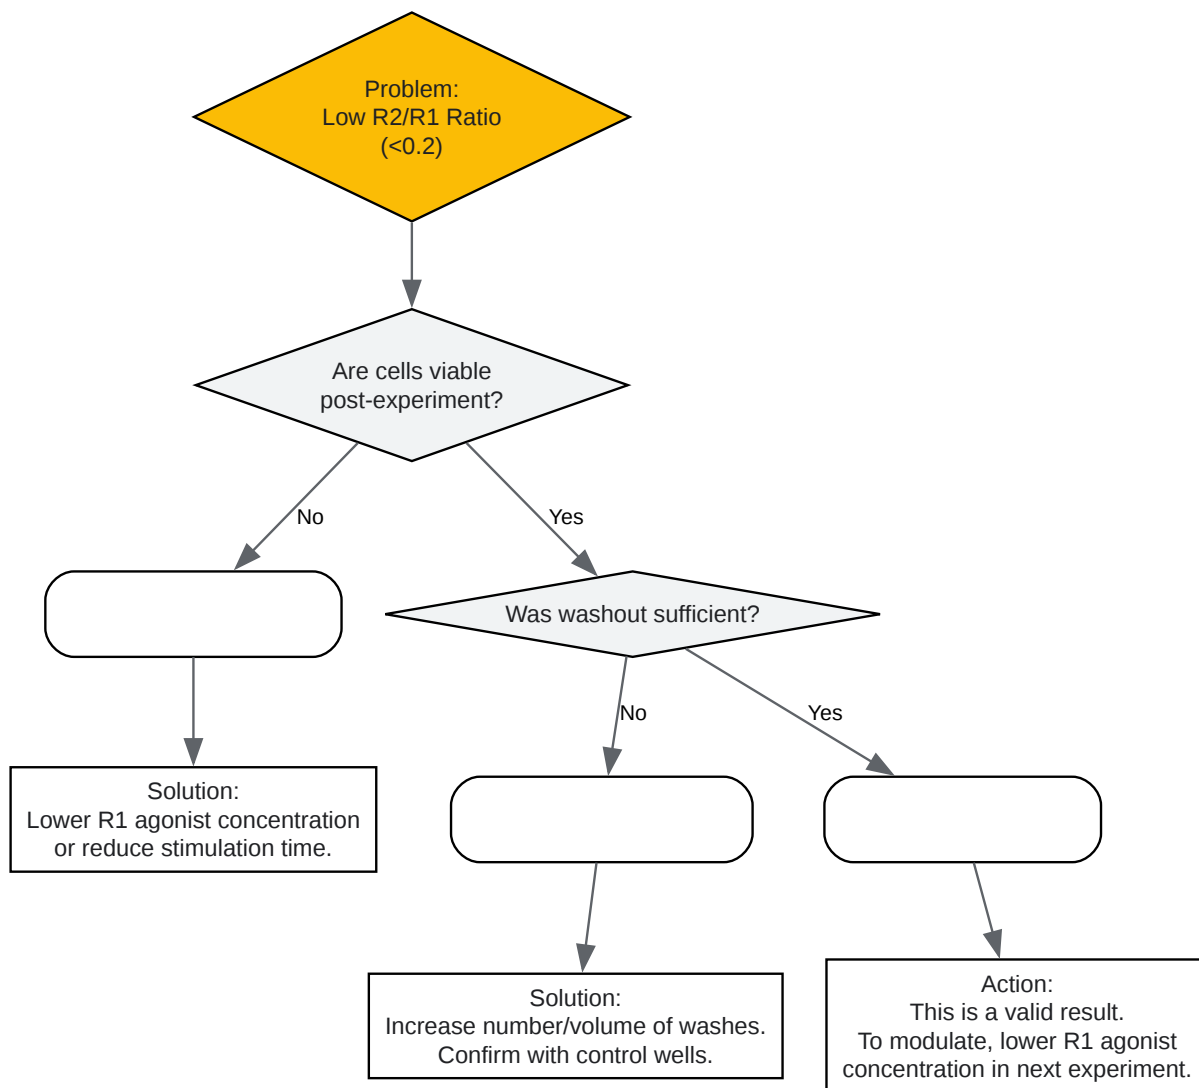 Problem:
Low R2/R1 Ratio
(<0.2)
Are cells viable
post-experiment?
No
Yes
Was washout sufficient?
No
Yes
Solution:
Lower R1 agonist concentration
or reduce stimulation time.
Solution:
Increase number/volume of washes.
Confirm with control wells.
Action:
This is a valid result.
To modulate, lower R1 agonist
concentration in next experiment.